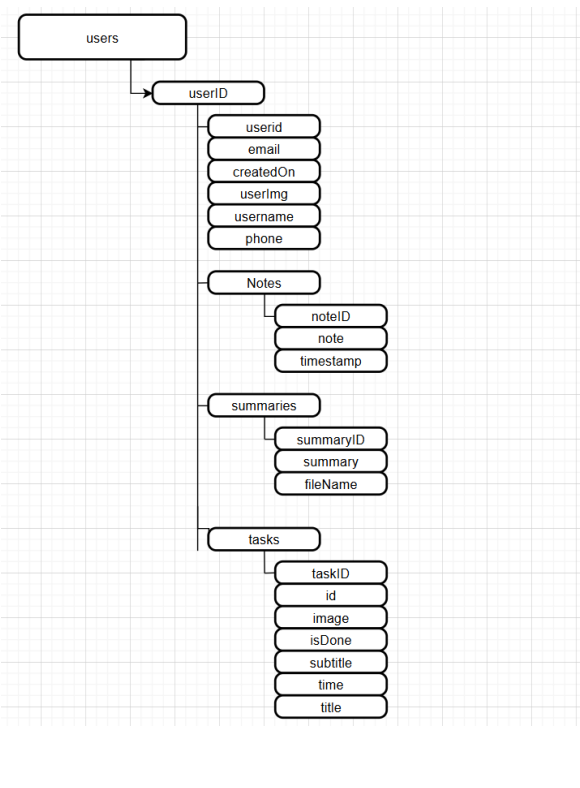 users
userID
userid
email
createdOn
userImg
username
phone
Notes
noteID
note
timestamp
summaries
summaryID
summary
fileName
tasks
taskID
id
image
isDone
subtitle
time
title